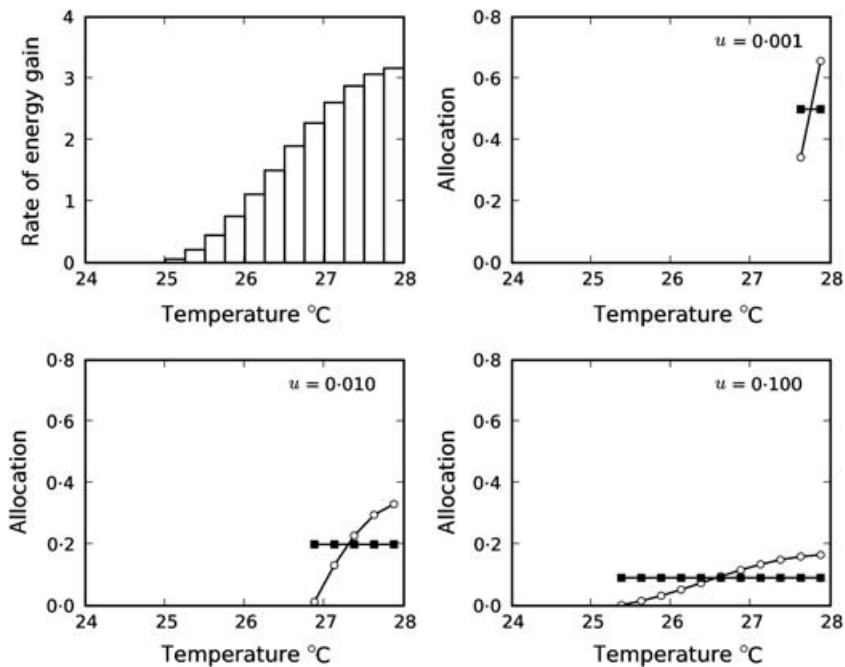 4
3
2
1
0
24 25 26 27 28
Rate of energy gain
Temperature °C
u = 0·001
0·8
0·6
0·4
0·2
0·0
24 25 26 27 28
Allocation
Temperature °C
u = 0·010
0·8
0·6
0·4
0·2
0·0
24 25 26 27 28
Allocation
Temperature °C
u = 0·100
0·8
0·6
0·4
0·2
0·0
24 25 26 27 28
Allocation
Temperature °C